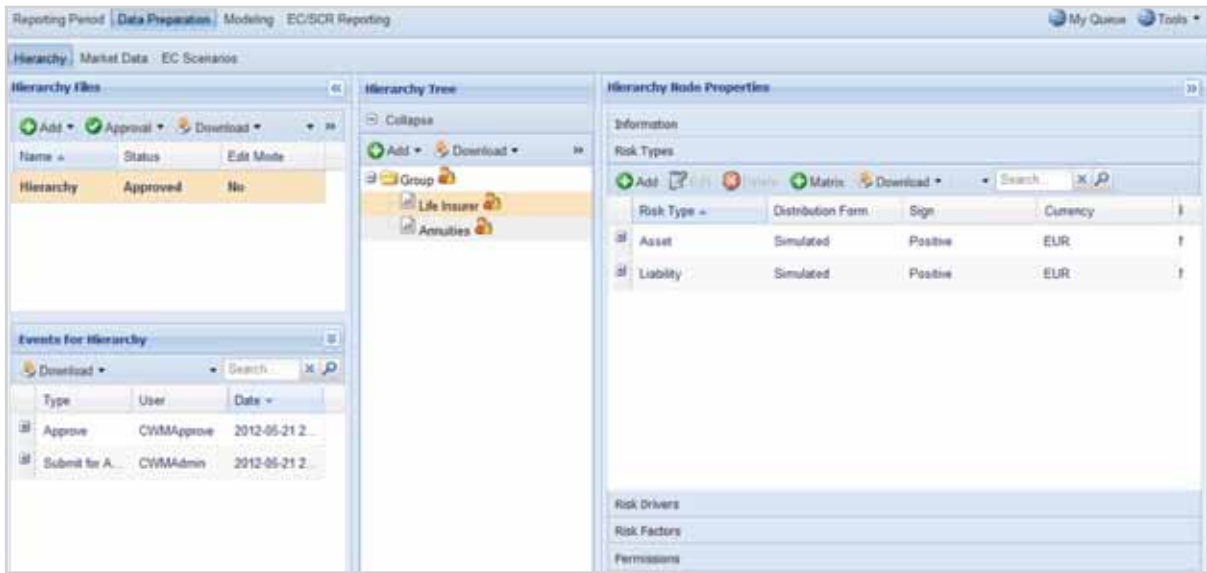 Reporting Period Data Preparation Modeling EC/SCR Reporting My Queue Tools
Hierarchy Market Data EC Scenarios
Hierarchy Files
Add Approval Download
Name Status Edit Mode
Hierarchy Approved No
Events for Hierarchy
Download Search...
Type User Date
Approve CWMApprove 2012-05-21 2...
Submit for A... CWMAdmin 2012-05-21 2...
Hierarchy Tree
Collapse
Add Download
Group
Life Insurer
Annuities
Hierarchy Node Properties
Information
Risk Types
Add Edit Delete Matrix Download Search...
Risk Type Distribution Form Sign Currency
Asset Simulated Positive EUR
Liability Simulated Positive EUR
Risk Drivers
Risk Factors
Permissions